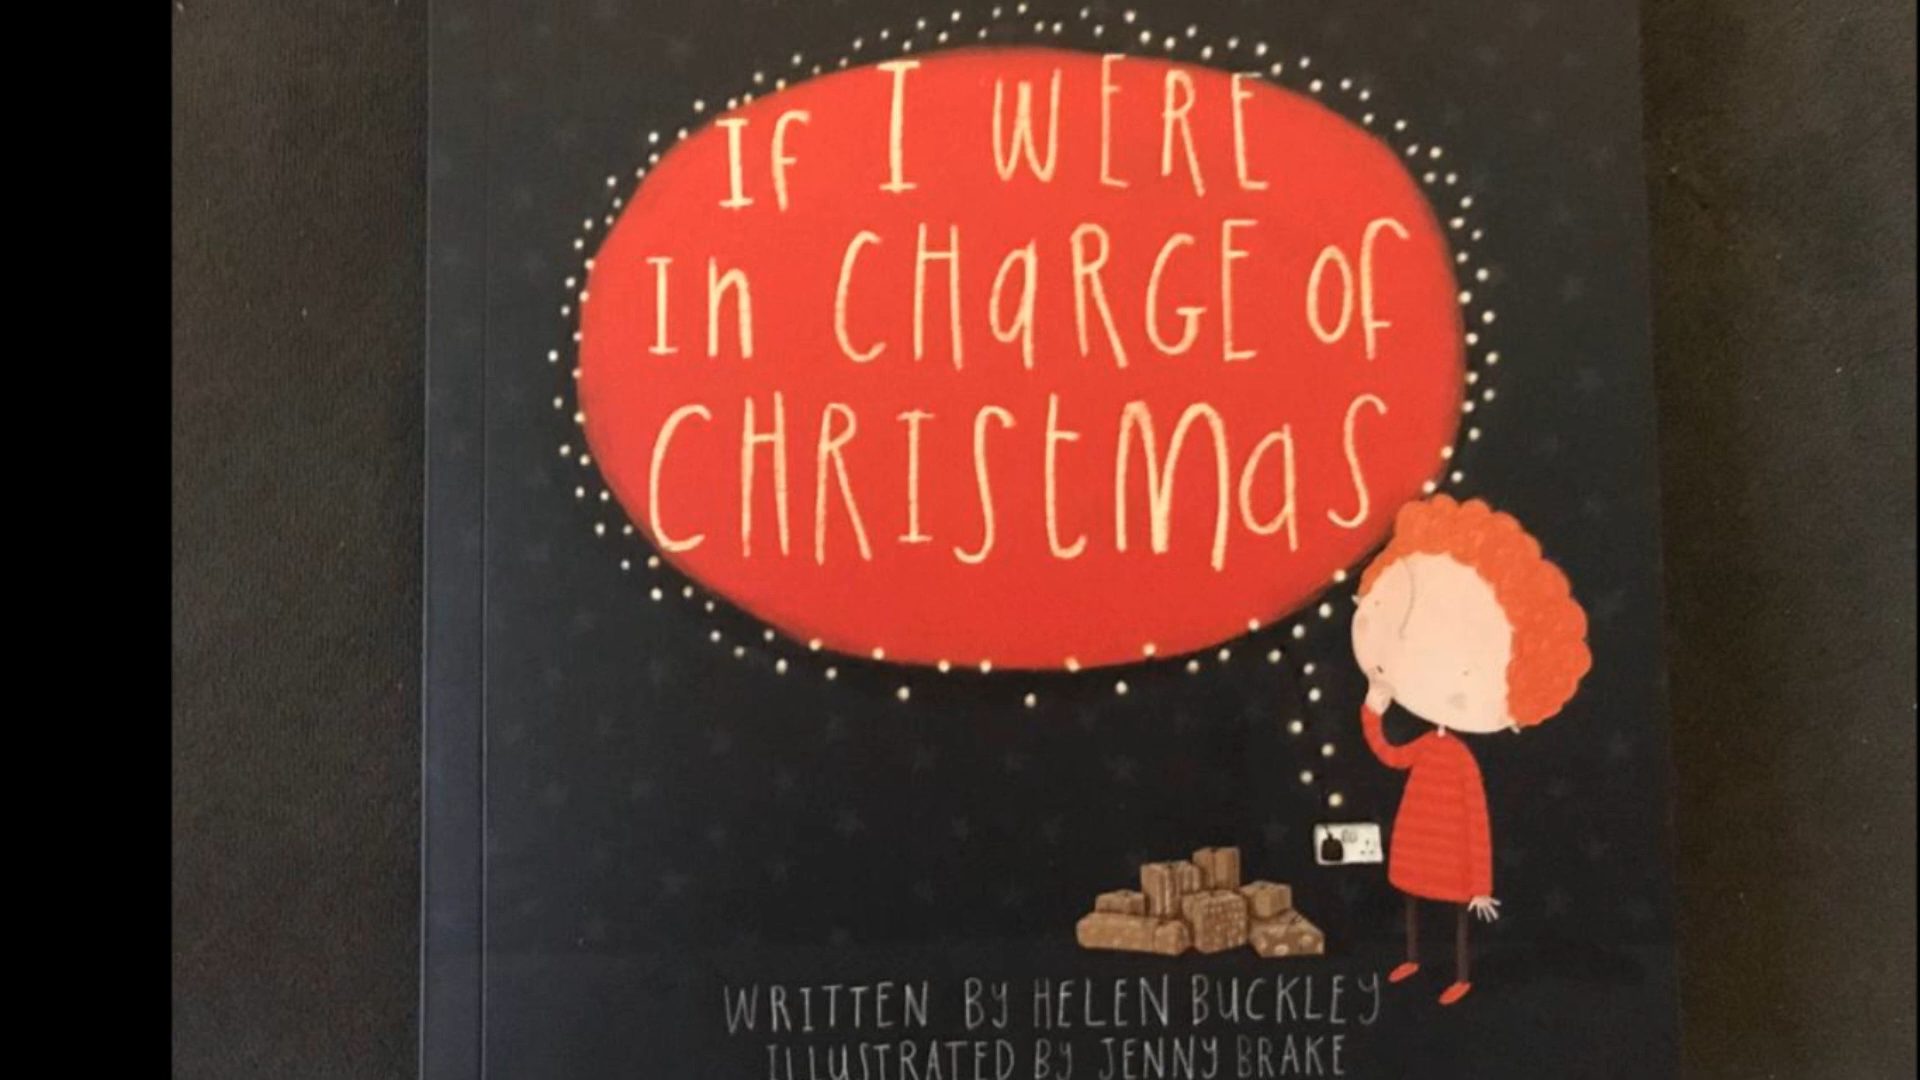 If I WERE
In CHaRGE of
CHRIStMaS
WRITTEN By HELEN BUCKLEY
ILLUSTRATED By JENNy BRAKE